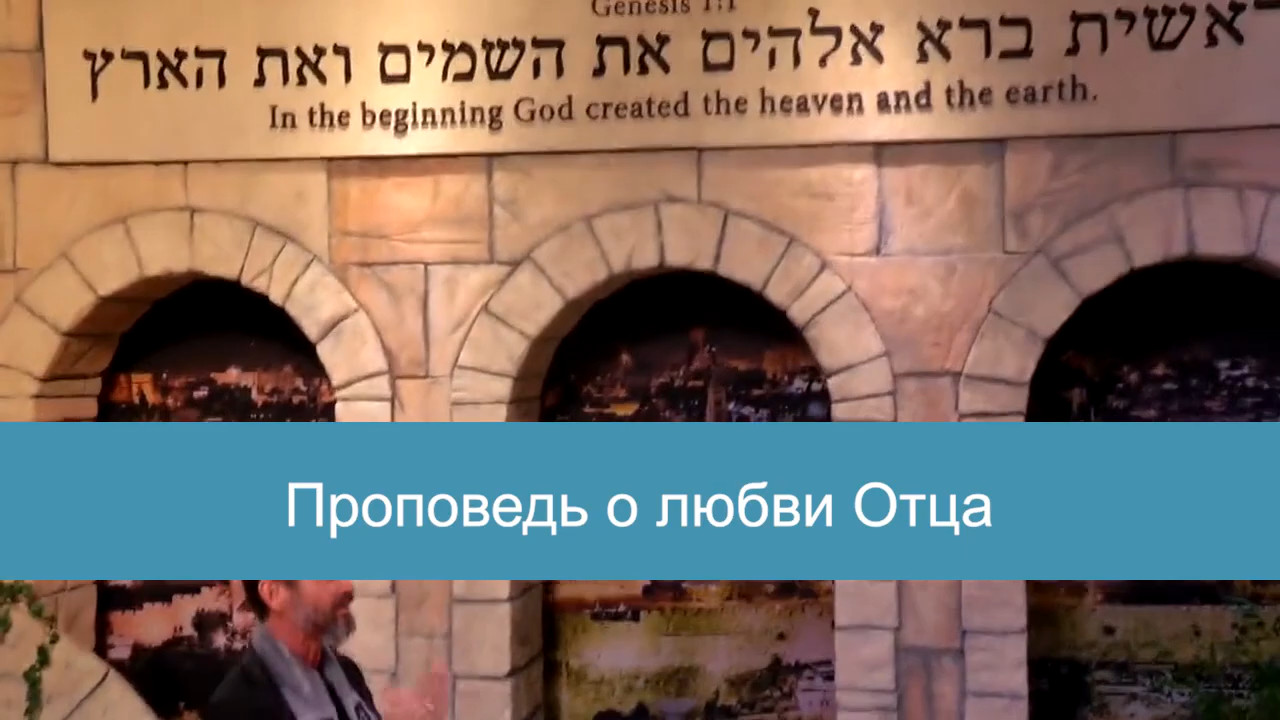 Genesis 1:1
ראשית ברא אלהים את השמים ואת הארץ
In the beginning God created the heaven and the earth.
Проповедь о любви Отца